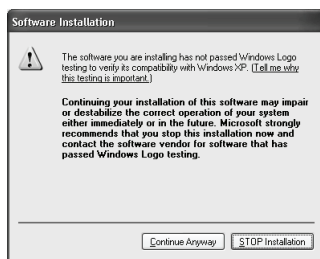 Software Installation
The software you are installing has not passed Windows Logo
testing to verify its compatibility with Windows XP. (Tell me why
this testing is important.)
Continuing your installation of this software may impair
or destabilize the correct operation of your system
either immediately or in the future. Microsoft strongly
recommends that you stop this installation now and
contact the software vendor for software that has
passed Windows Logo testing.
Continue Anyway
STOP Installation